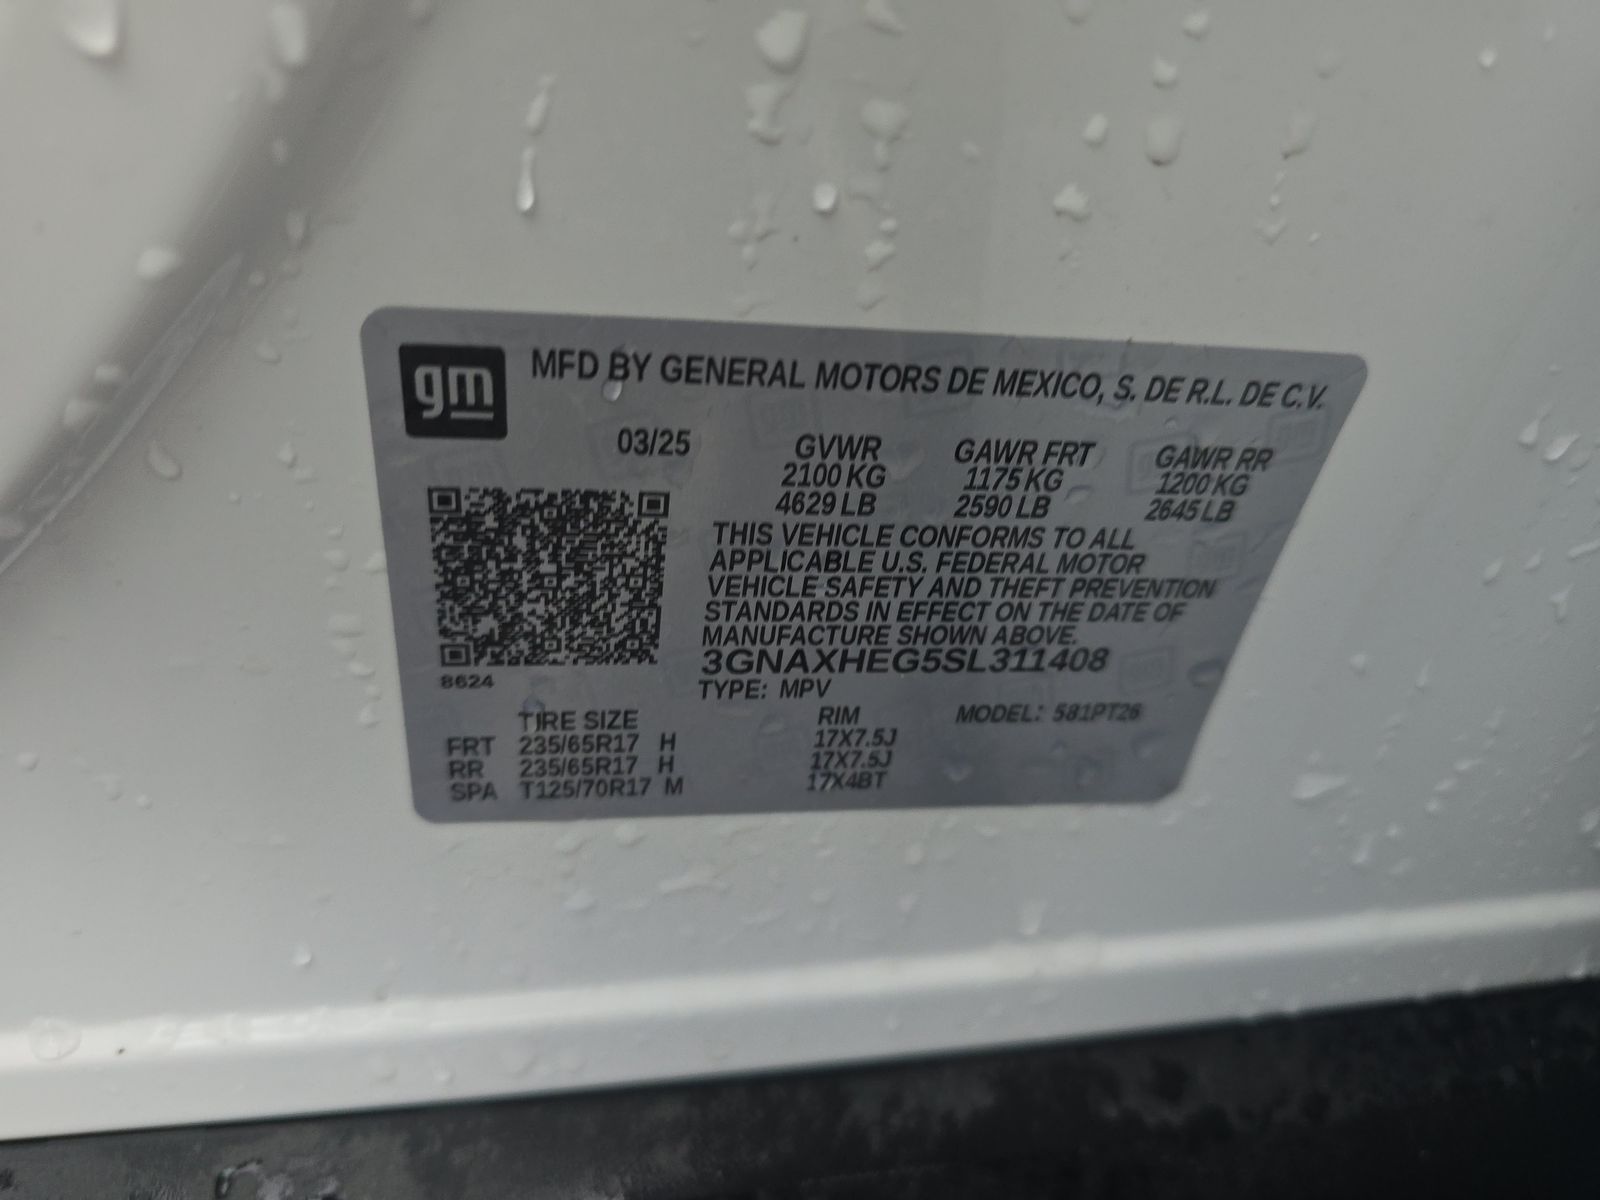 gm MFD BY GENERAL MOTORS DE MEXICO, S. DE R.L. DE C.V.
03/25 GVWR GAWR FRT GAWR RR
2100 KG 1175 KG 1200 KG
4629 LB 2590 LB 2645 LB
THIS VEHICLE CONFORMS TO ALL
APPLICABLE U.S. FEDERAL MOTOR
VEHICLE SAFETY AND THEFT PREVENTION
STANDARDS IN EFFECT ON THE DATE OF
MANUFACTURE SHOWN ABOVE.
3GNAXHEG5SL311408
8624 TYPE: MPV
TIRE SIZE RIM MODEL: 581PT26
FRT 235/65R17 H 17X7.5J
RR 235/65R17 H 17X7.5J
SPA T125/70R17 M 17X4BT